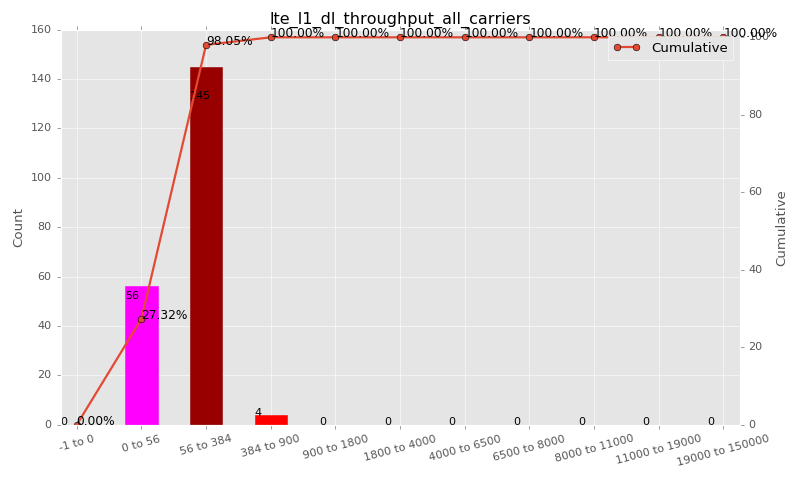 lte_l1_dl_throughput_all_carriers
160
140
120
100
80
60
40
20
0
Count
100
80
60
40
20
0
Cumulative
Cumulative
0
56
145
4
0
0
0
0
0
0
0
0.00%
27.32%
98.05%
100.00%
100.00%
100.00%
100.00%
100.00%
100.00%
100.00%
100.00%
-1 to 0
0 to 56
56 to 384
384 to 900
900 to 1800
1800 to 4000
4000 to 6500
6500 to 8000
8000 to 11000
11000 to 19000
19000 to 150000